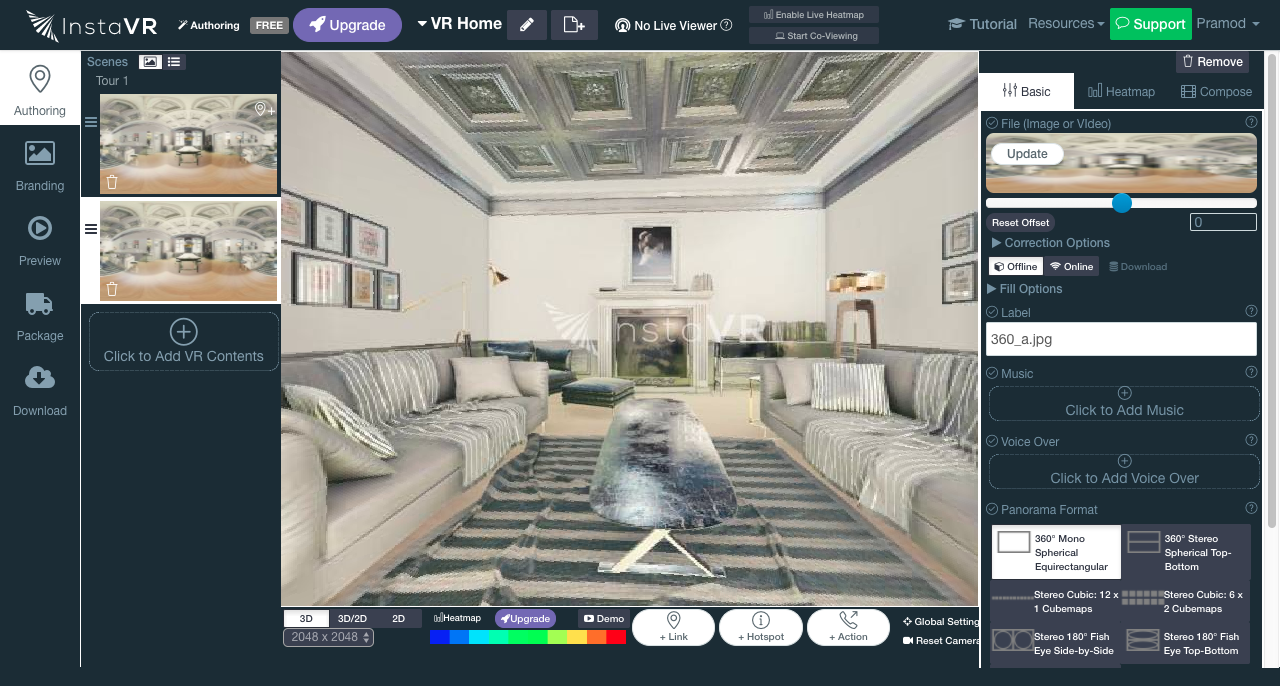 InstaVR
Authoring
FREE
Upgrade
VR Home
No Live Viewer
Enable Live Heatmap
Start Co-Viewing
Tutorial
Resources
Support
Pramod
Authoring
Branding
Preview
Package
Download
Scenes
Tour 1
Click to Add VR Contents
InstaVR
3D
3D/2D
2D
2048 x 2048
Heatmap
Upgrade
Demo
+ Link
+ Hotspot
+ Action
Global Setting
Reset Camera
Remove
Basic
Heatmap
Compose
File (Image or VIdeo)
Update
Reset Offset
0
Correction Options
Offline
Online
Download
Fill Options
Label
360_a.jpg
Music
Click to Add Music
Voice Over
Click to Add Voice Over
Panorama Format
360° Mono
Spherical
Equirectangular
360° Stereo
Spherical Top-
Bottom
Stereo Cubic: 12 x
1 Cubemaps
Stereo Cubic: 6 x
2 Cubemaps
Stereo 180° Fish
Eye Side-by-Side
Stereo 180° Fish
Eye Top-Bottom